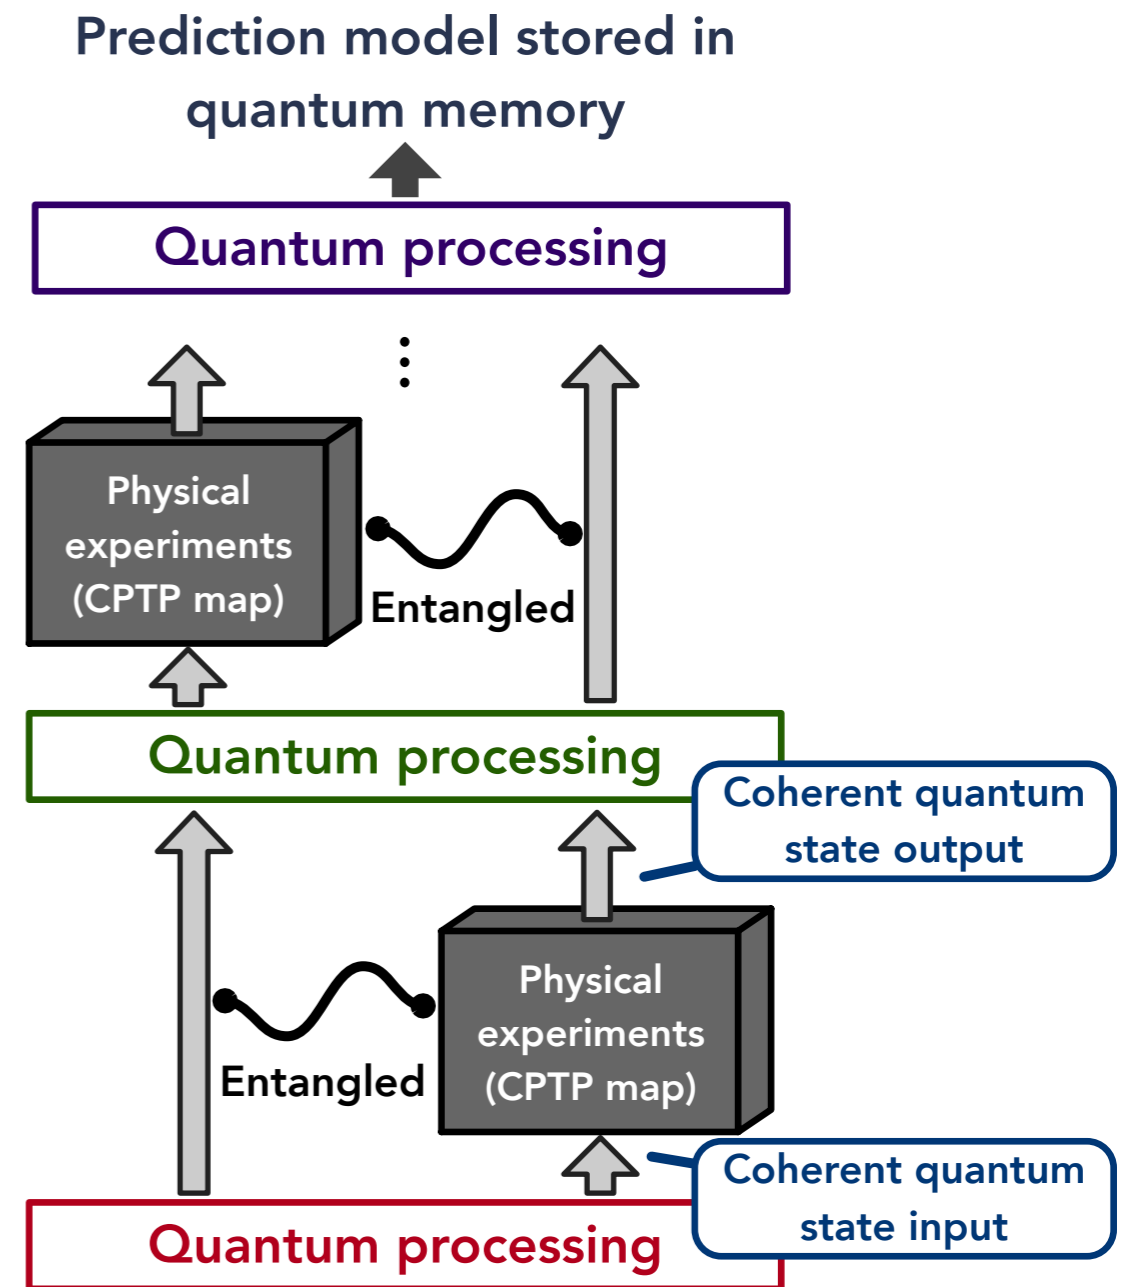 Prediction model stored in
quantum memory
Quantum processing
Physical
experiments
(CPTP map)
Entangled
Quantum processing
Coherent quantum
state output
Physical
experiments
(CPTP map)
Entangled
Coherent quantum
state input
Quantum processing